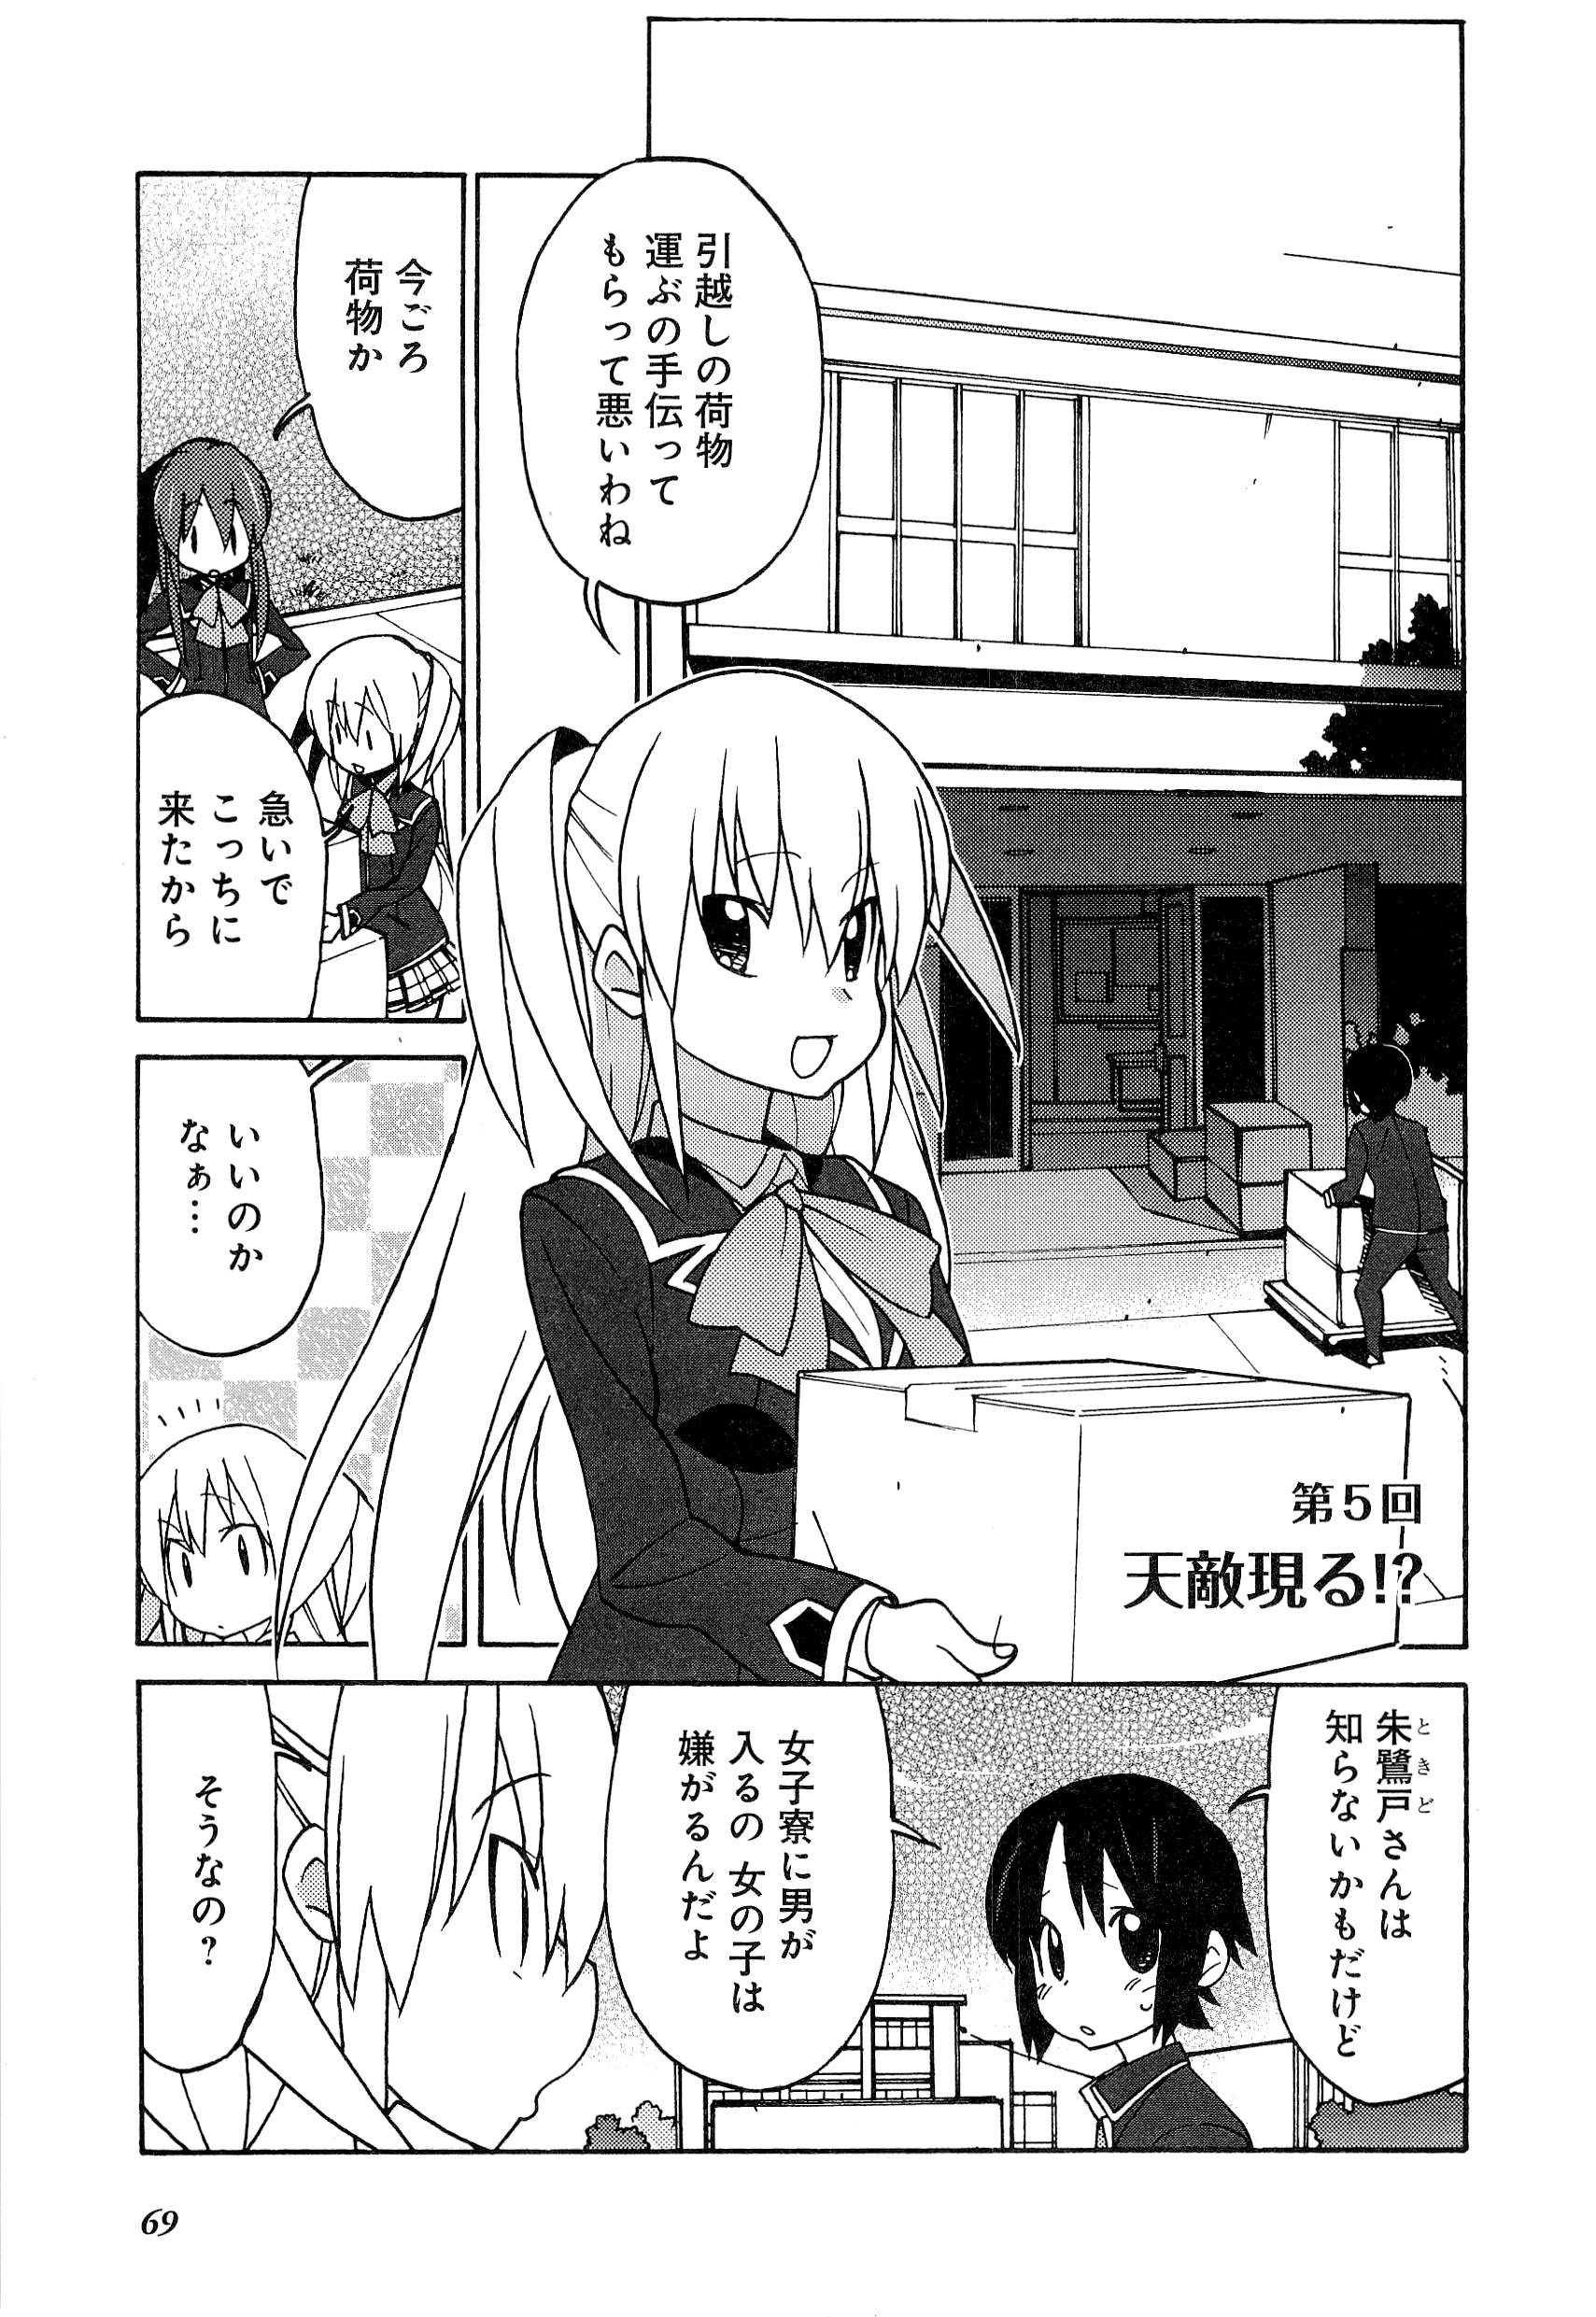 引越しの荷物
運ぶの手伝って
もらって悪いわね
第5回
天敵現る!?
今ごろ
荷物か
急いで
こっちに
来たから
いいのか
なぁ…
朱鷺戸さんは
ときど
知らないかもだけど
女子寮に男が
入るの 女の子は
嫌がるんだよ
そうなの?
69